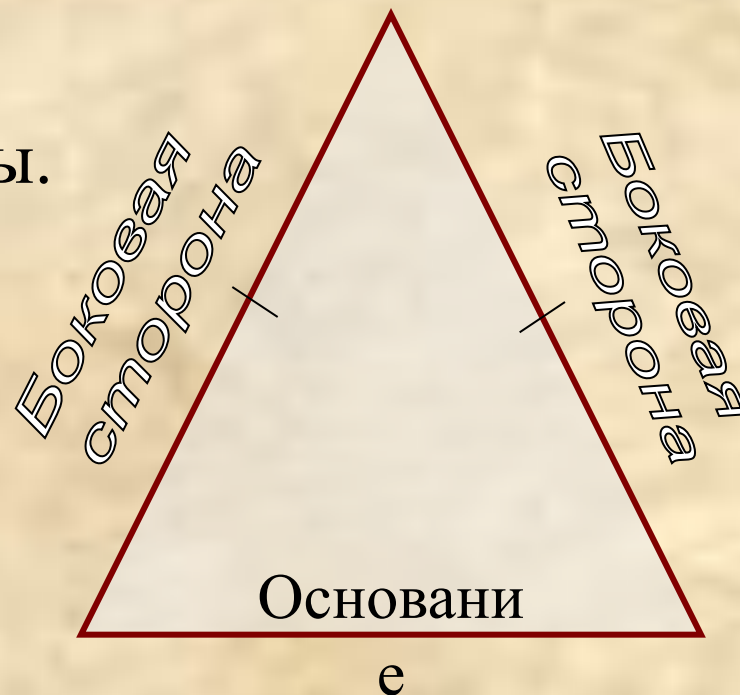 ы.
Боковая
сторона
Боковая
сторона
Основани
е